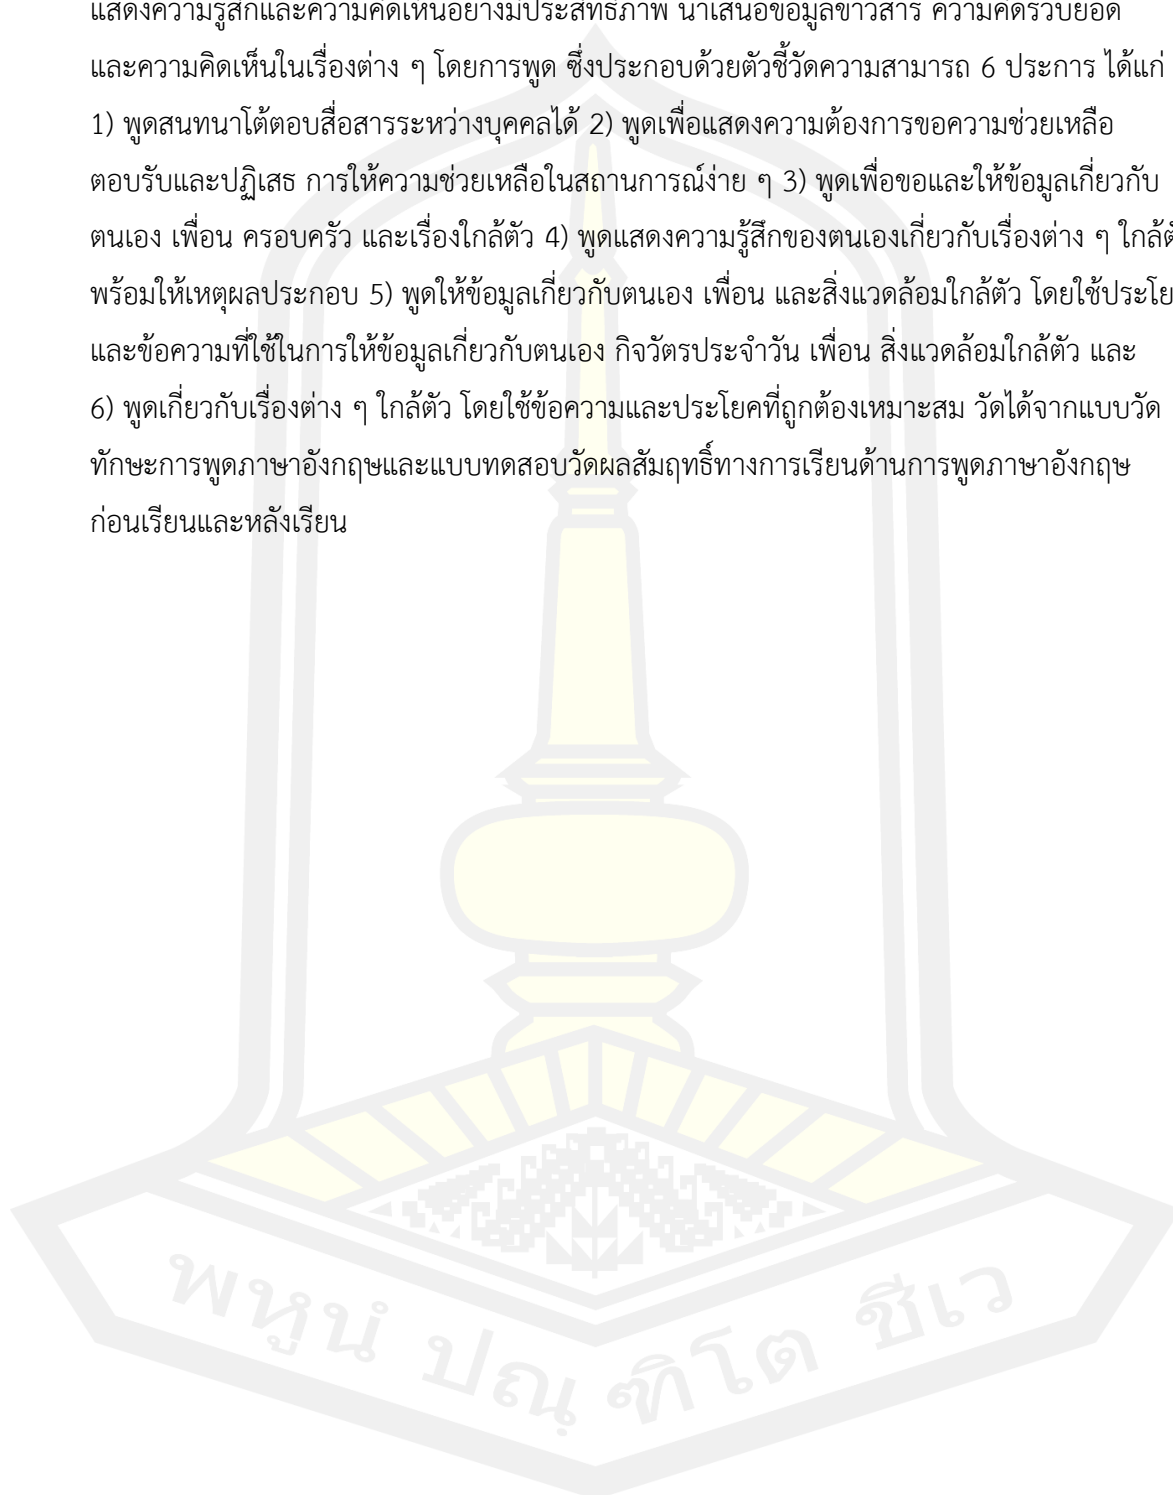 แสดงความรู้สึกและความคิดเห็นอย่างมีประสิทธิภาพ นำเสนอข้อมูลข่าวสาร ความคิดรวบยอด
และความคิดเห็นในเรื่องต่าง ๆ โดยการพูด ซึ่งประกอบด้วยตัวชี้วัดความสามารถ 6 ประการ ได้แก่
1) พูดสนทนาโต้ตอบสื่อสารระหว่างบุคคลได้ 2) พูดเพื่อแสดงความต้องการขอความช่วยเหลือ
ตอบรับและปฏิเสธ การให้ความช่วยเหลือในสถานการณ์ง่าย ๆ 3) พูดเพื่อขอและให้ข้อมูลเกี่ยวกับ
ตนเอง เพื่อน ครอบครัว และเรื่องใกล้ตัว 4) พูดแสดงความรู้สึกของตนเองเกี่ยวกับเรื่องต่าง ๆ ใกล้ตั
พร้อมให้เหตุผลประกอบ 5) พูดให้ข้อมูลเกี่ยวกับตนเอง เพื่อน และสิ่งแวดล้อมใกล้ตัว โดยใช้ประโย
และข้อความที่ใช้ในการให้ข้อมูลเกี่ยวกับตนเอง กิจวัตรประจำวัน เพื่อน สิ่งแวดล้อมใกล้ตัว และ
6) พูดเกี่ยวกับเรื่องต่าง ๆ ใกล้ตัว โดยใช้ข้อความและประโยคที่ถูกต้องเหมาะสม วัดได้จากแบบวัด
ทักษะการพูดภาษาอังกฤษและแบบทดสอบวัดผลสัมฤทธิ์ทางการเรียนด้านการพูดภาษาอังกฤษ
ก่อนเรียนและหลังเรียน
พหูนํ ปณฺฑิโต ชีเว